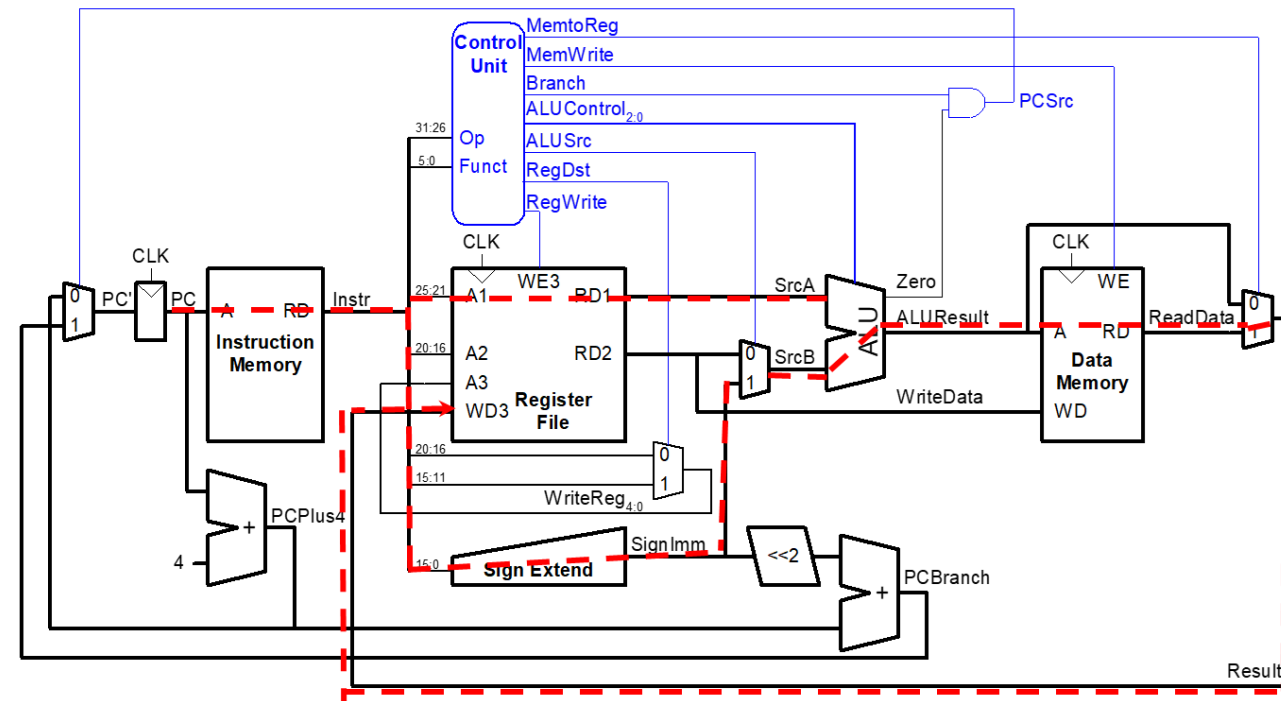 MemtoReg
Control
Unit
MemWrite
Branch
PCSrc
ALUControl2:0
31:26
Op
ALUSrc
5:0
Funct
RegDst
RegWrite
CLK
CLK
CLK
0
1
PC'
PC
A
RD
Instr
Instruction
Memory
25:21
A1
WE3
RD1
SrcA
Zero
WE
0
1
20:16
A2
RD2
0
1
SrcB
ALU
ALUResult
A
RD
ReadData
Data
Memory
A3
WD3
Register
File
WriteData
WD
20:16
0
15:11
1
WriteReg4:0
PCPlus4
+
4
SignImm
15:0
Sign Extend
<<2
PCBranch
+
Result